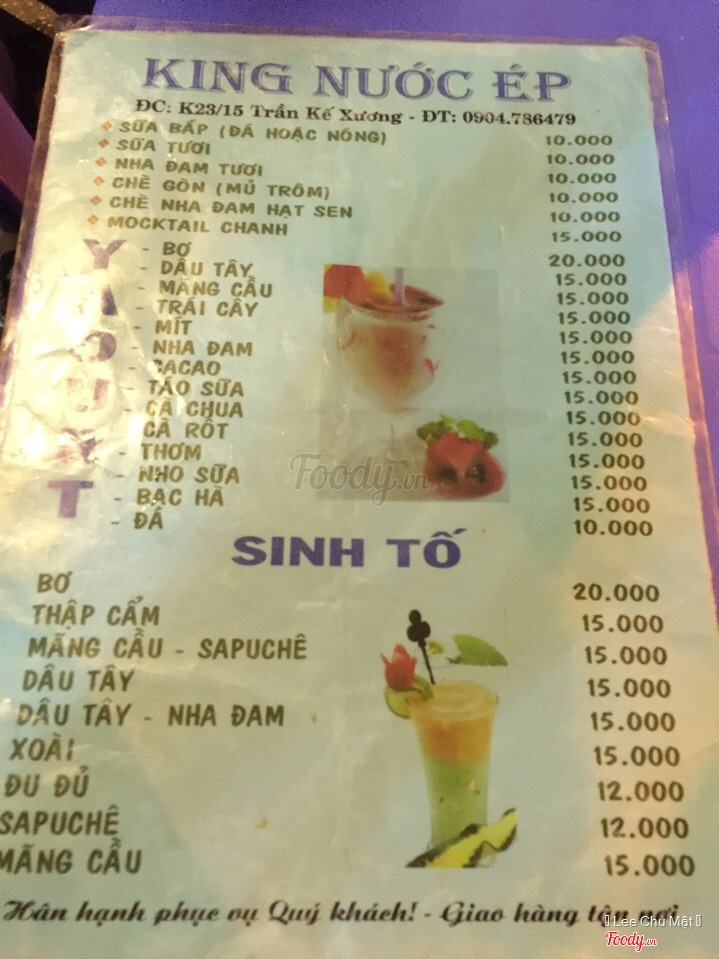 KING NƯỚC ÉP
ĐC: K23/15 Trần Kế Xương - ĐT: 0904.786479
SỮA BẮP (ĐÁ HOẶC NÓNG) 10.000
SỮA TƯƠI 10.000
NHA ĐAM TƯƠI 10.000
CHÈ GÒN (MỦ TRÔM) 10.000
CHÈ NHA ĐAM HẠT SEN 10.000
MOCKTAIL CHANH 15.000
YAOURT
- BƠ 20.000
- DÂU TÂY 15.000
- MÃNG CẦU 15.000
- TRÁI CÂY 15.000
- MÍT 15.000
- NHA ĐAM 15.000
- CACAO 15.000
- TÁO SỮA 15.000
- CÀ CHUA 15.000
- CÀ RỐT 15.000
- THƠM 15.000
- NHO SỮA 15.000
- BẠC HÀ 15.000
- ĐÁ 10.000
SINH TỐ
BƠ 20.000
THẬP CẨM 15.000
MÃNG CẦU - SAPUCHÊ 15.000
DÂU TÂY 15.000
DÂU TÂY - NHA ĐAM 15.000
XOÀI 15.000
ĐU ĐỦ 12.000
SAPUCHÊ 12.000
MÃNG CẦU 15.000
Hân hạnh phục vụ Quý khách! - Giao hàng tận nơi
Foody.vn
Lee Chu Mát
Foody.vn